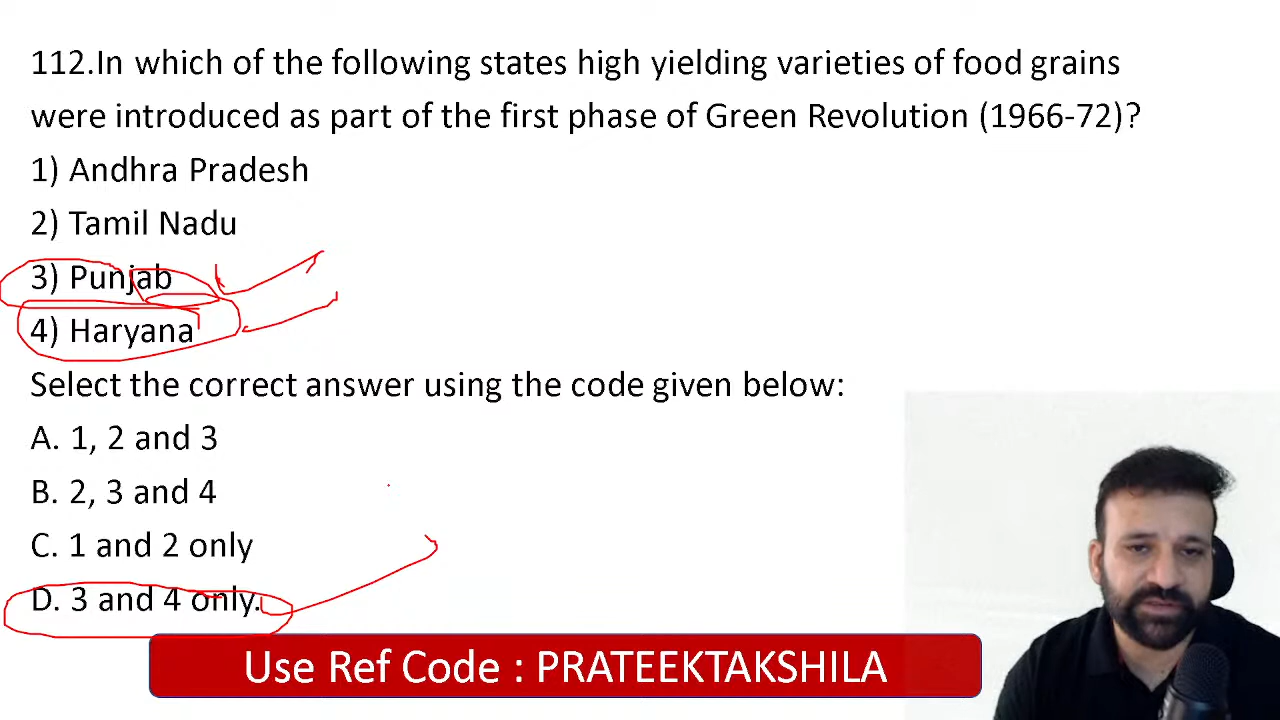 112.In which of the following states high yielding varieties of food grains
were introduced as part of the first phase of Green Revolution (1966-72)?
1) Andhra Pradesh
2) Tamil Nadu
3) Punjab
4) Haryana
Select the correct answer using the code given below:
A. 1, 2 and 3
B. 2, 3 and 4
C. 1 and 2 only
D. 3 and 4 only.
Use Ref Code : PRATEEKTAKSHILA